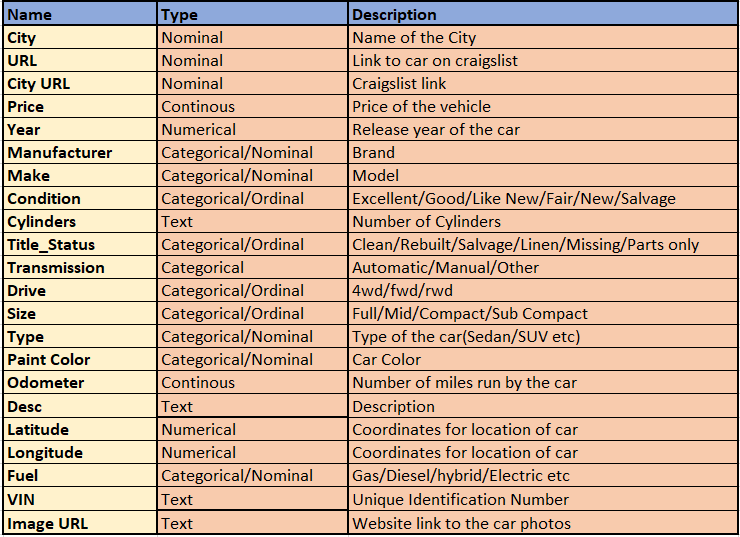 Name Type Description
City Nominal Name of the City
URL Nominal Link to car on craigslist
City URL Nominal Craigslist link
Price Continous Price of the vehicle
Year Numerical Release year of the car
Manufacturer Categorical/Nominal Brand
Make Categorical/Nominal Model
Condition Categorical/Ordinal Excellent/Good/Like New/Fair/New/Salvage
Cylinders Text Number of Cylinders
Title_Status Categorical/Ordinal Clean/Rebuilt/Salvage/Linen/Missing/Parts only
Transmission Categorical Automatic/Manual/Other
Drive Categorical/Ordinal 4wd/fwd/rwd
Size Categorical/Ordinal Full/Mid/Compact/Sub Compact
Type Categorical/Nominal Type of the car(Sedan/SUV etc)
Paint Color Categorical/Nominal Car Color
Odometer Continous Number of miles run by the car
Desc Text Description
Latitude Numerical Coordinates for location of car
Longitude Numerical Coordinates for location of car
Fuel Categorical/Nominal Gas/Diesel/hybrid/Electric etc
VIN Text Unique Identification Number
Image URL Text Website link to the car photos